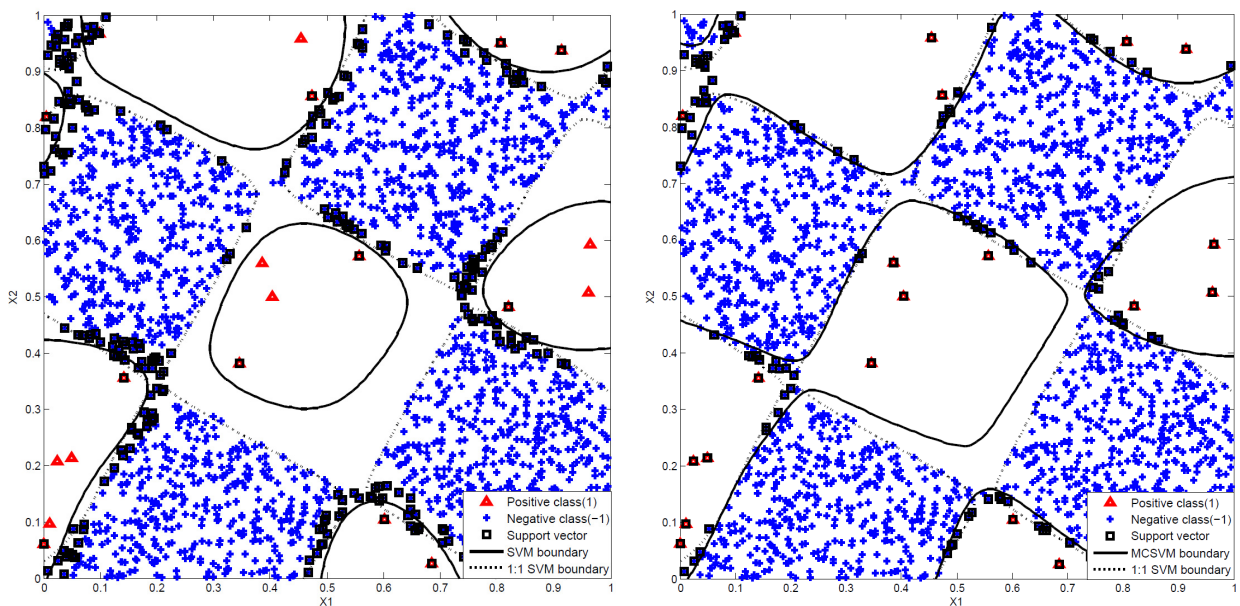 1
0.9
0.8
0.7
0.6
0.5
0.4
0.3
0.2
0.1
0
X2
0 0.1 0.2 0.3 0.4 0.5 0.6 0.7 0.8 0.9 1
X1
Positive class(1)
Negative class(−1)
Support vector
SVM boundary
1:1 SVM boundary
1
0.9
0.8
0.7
0.6
0.5
0.4
0.3
0.2
0.1
0
X2
0 0.1 0.2 0.3 0.4 0.5 0.6 0.7 0.8 0.9 1
X1
Positive class(1)
Negative class(−1)
Support vector
MCSVM boundary
1:1 SVM boundary